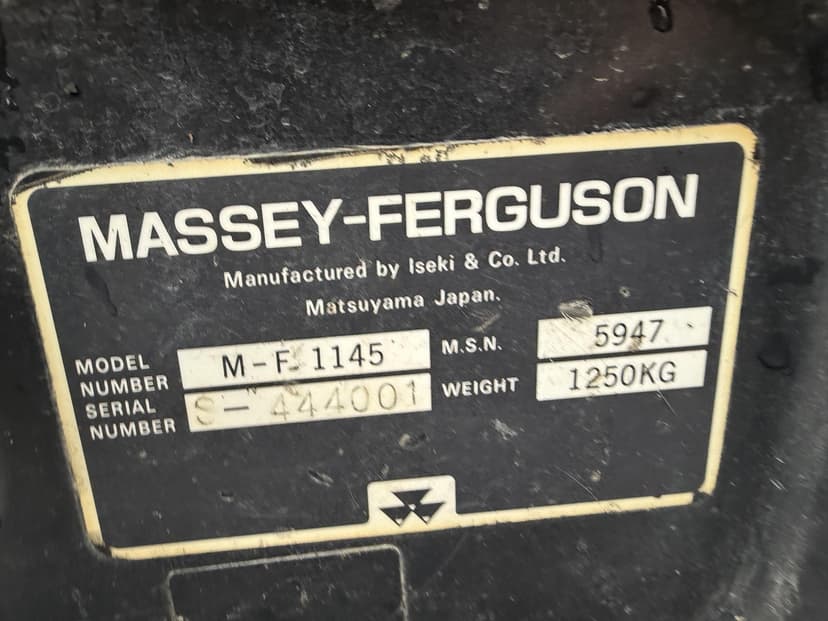 MASSEY-FERGUSON
Manufactured by Iseki & Co. Ltd.
Matsuyama Japan.
MODEL NUMBER M-F 1145 M.S.N. 5947
SERIAL NUMBER S-444001 WEIGHT 1250KG